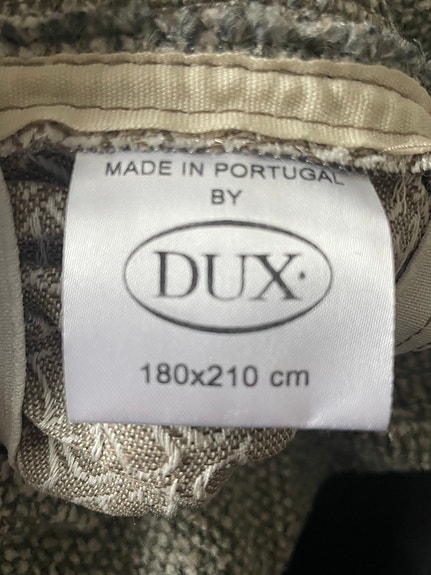 MADE IN PORTUGAL
BY
DUX
180x210 cm